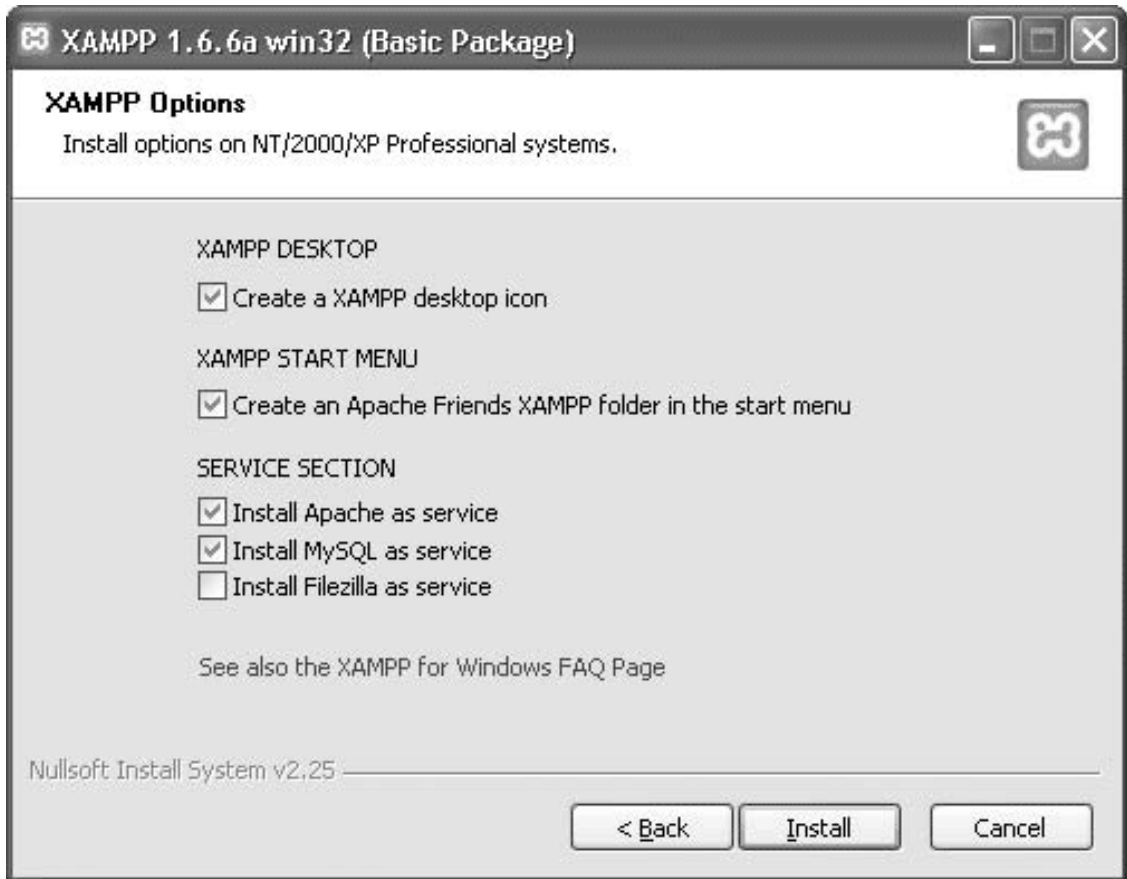 XAMPP 1.6.6a win32 (Basic Package)
XAMPP Options
Install options on NT/2000/XP Professional systems.
XAMPP DESKTOP
Create a XAMPP desktop icon
XAMPP START MENU
Create an Apache Friends XAMPP folder in the start menu
SERVICE SECTION
Install Apache as service
Install MySQL as service
Install Filezilla as service
See also the XAMPP for Windows FAQ Page
Nullsoft Install System v2.25
< Back Install Cancel